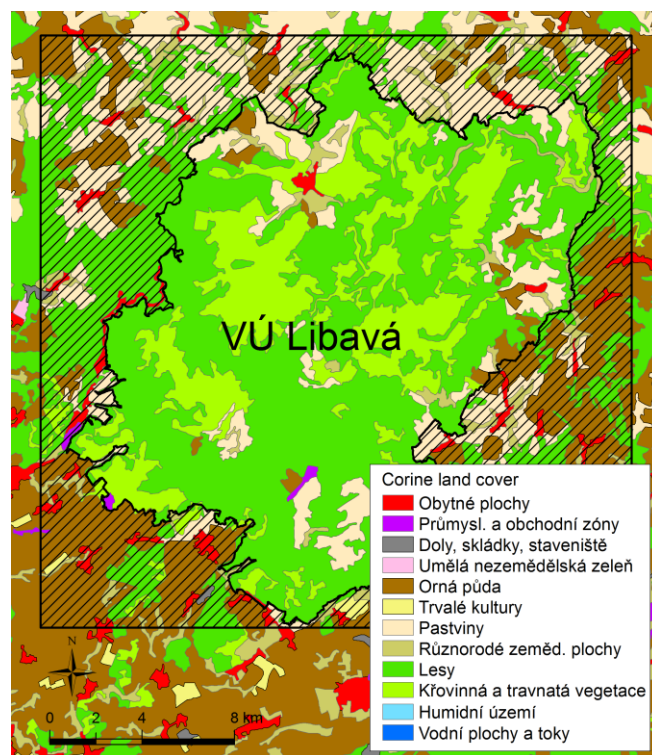 VÚ Libavá
Corine land cover
Obytné plochy
Průmysl. a obchodní zóny
Doly, skládky, staveniště
Umělá nezemědělská zeleň
Orná půda
Trvalé kultury
Pastviny
Různorodé zeměd. plochy
Lesy
Křovinná a travnatá vegetace
Humidní území
Vodní plochy a toky
N
0 2 4 8 km